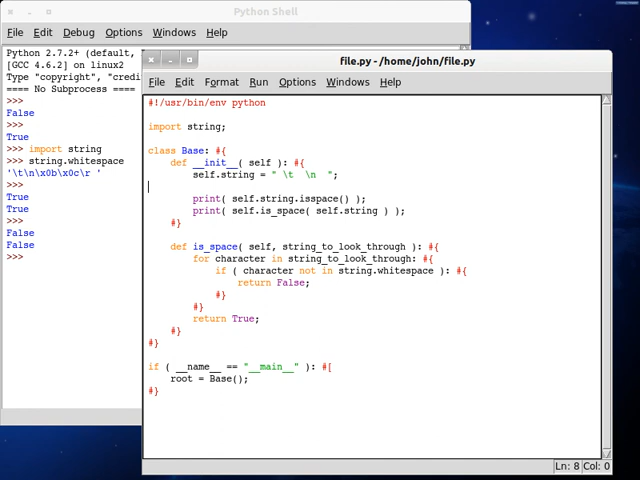 Python Shell
File Edit Debug Options Windows Help
Python 2.7.2+ (default,
[GCC 4.6.2] on linux2
Type "copyright", "credi
==== No Subprocess ====
>>>
False
>>>
True
>>> import string
>>> string.whitespace
'\t\n\x0b\x0c\r '
>>>
True
True
>>>
False
False
>>>
file.py - /home/john/file.py
File Edit Format Run Options Windows Help
#!/usr/bin/env python
import string;
class Base: #{
def __init__( self ): #{
self.string = " \t  \n  ";
print( self.string.isspace() );
print( self.is_space( self.string ) );
#}
def is_space( self, string_to_look_through ): #{
for character in string_to_look_through: #{
if ( character not in string.whitespace ): #{
return False;
#}
#}
return True;
#}
#}
if ( __name__ == "__main__" ): #[
root = Base();
#}
Ln: 8 Col: 0